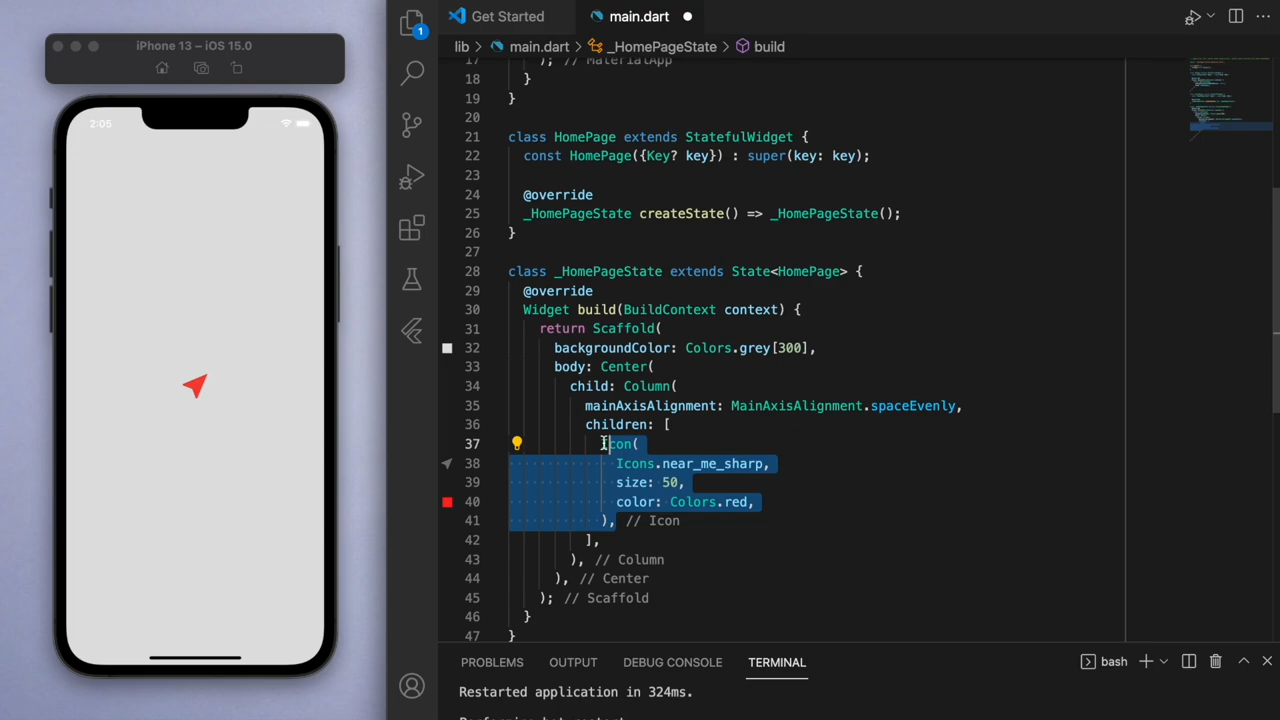 iPhone 13 – iOS 15.0
2:05
1
Get Started
main.dart
lib > main.dart > _HomePageState > build
17 ); // MaterialApp
18 }
19 }
20
21 class HomePage extends StatefulWidget {
22 const HomePage({Key? key}) : super(key: key);
23
24 @override
25 _HomePageState createState() => _HomePageState();
26 }
27
28 class _HomePageState extends State<HomePage> {
29 @override
30 Widget build(BuildContext context) {
31 return Scaffold(
32 backgroundColor: Colors.grey[300],
33 body: Center(
34 child: Column(
35 mainAxisAlignment: MainAxisAlignment.spaceEvenly,
36 children: [
37 Icon(
38 Icons.near_me_sharp,
39 size: 50,
40 color: Colors.red,
41 ), // Icon
42 ],
43 ), // Column
44 ), // Center
45 ); // Scaffold
46 }
47 }
PROBLEMS OUTPUT DEBUG CONSOLE TERMINAL bash
Restarted application in 324ms.